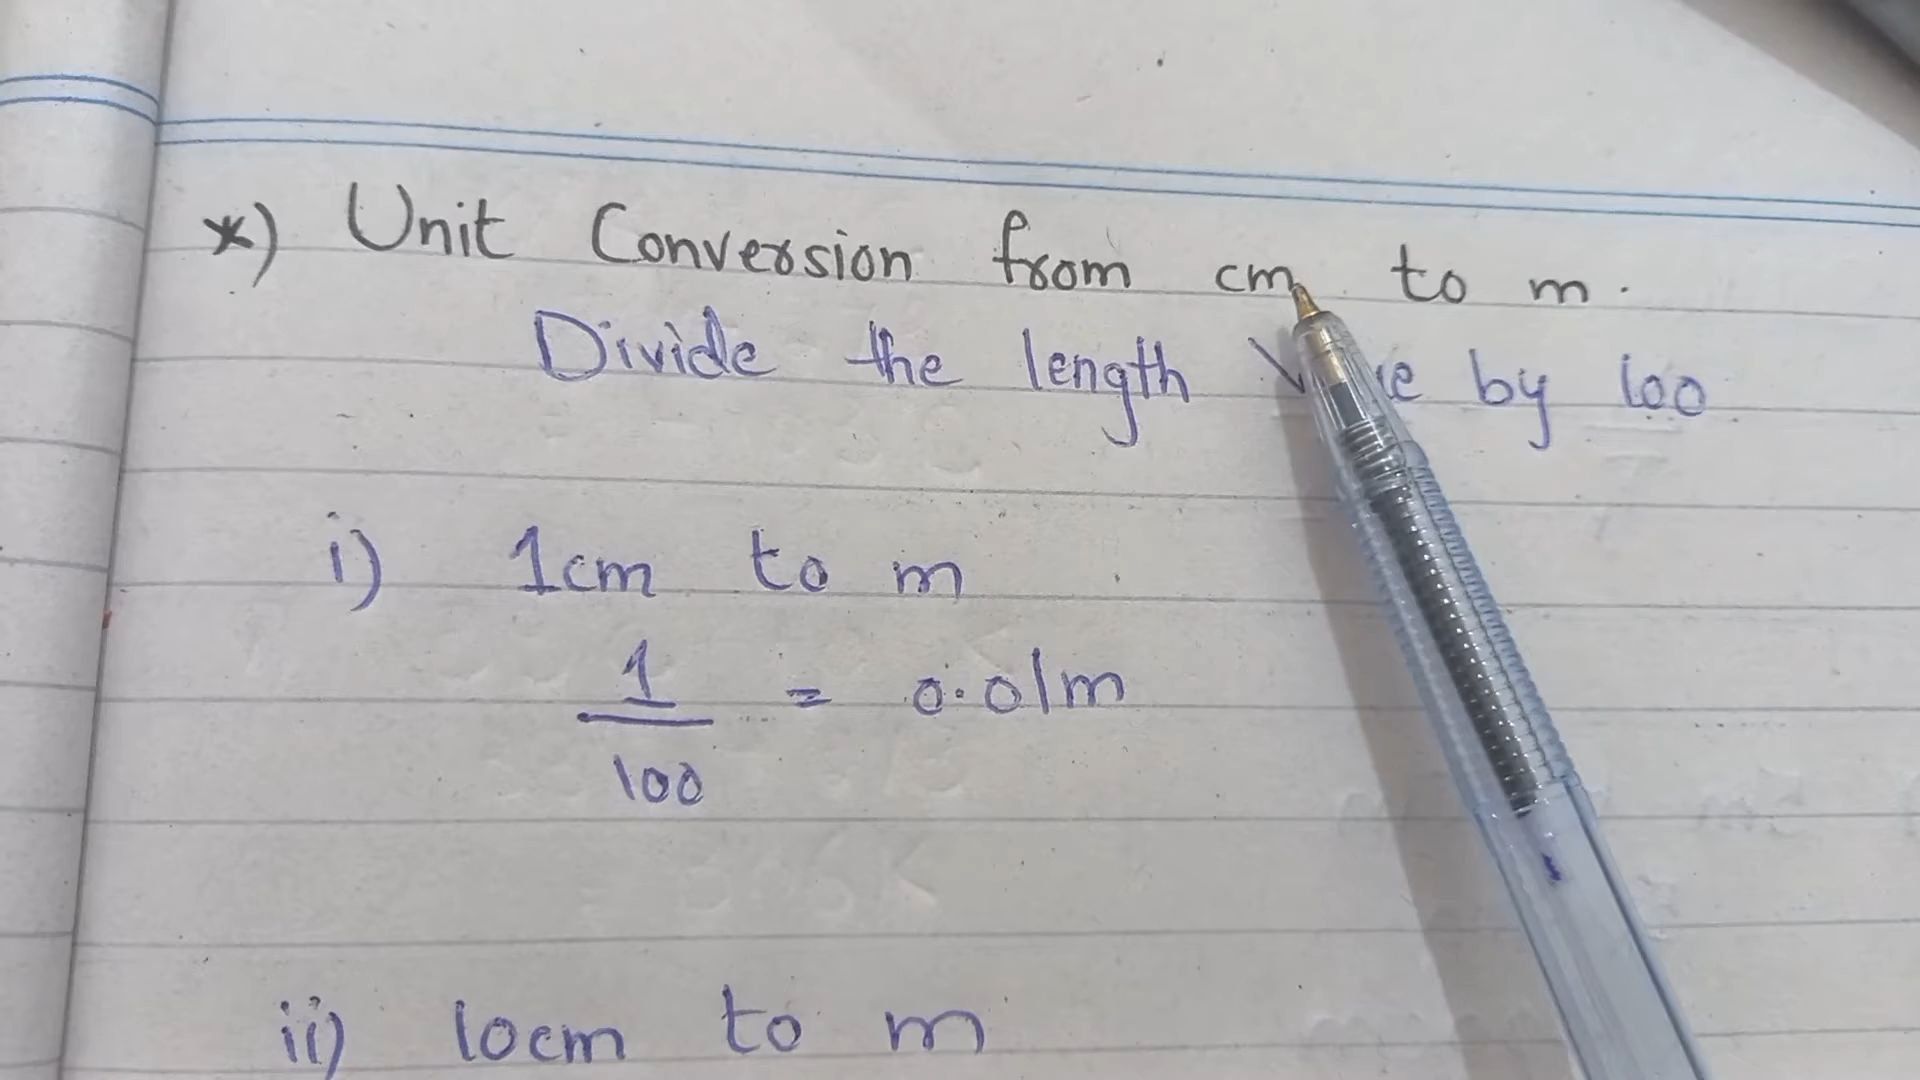 *) Unit Conversion from cm to m.
Divide the length by 100
i) 1cm to m
1
100
= 0.01m
ii) 10cm to m